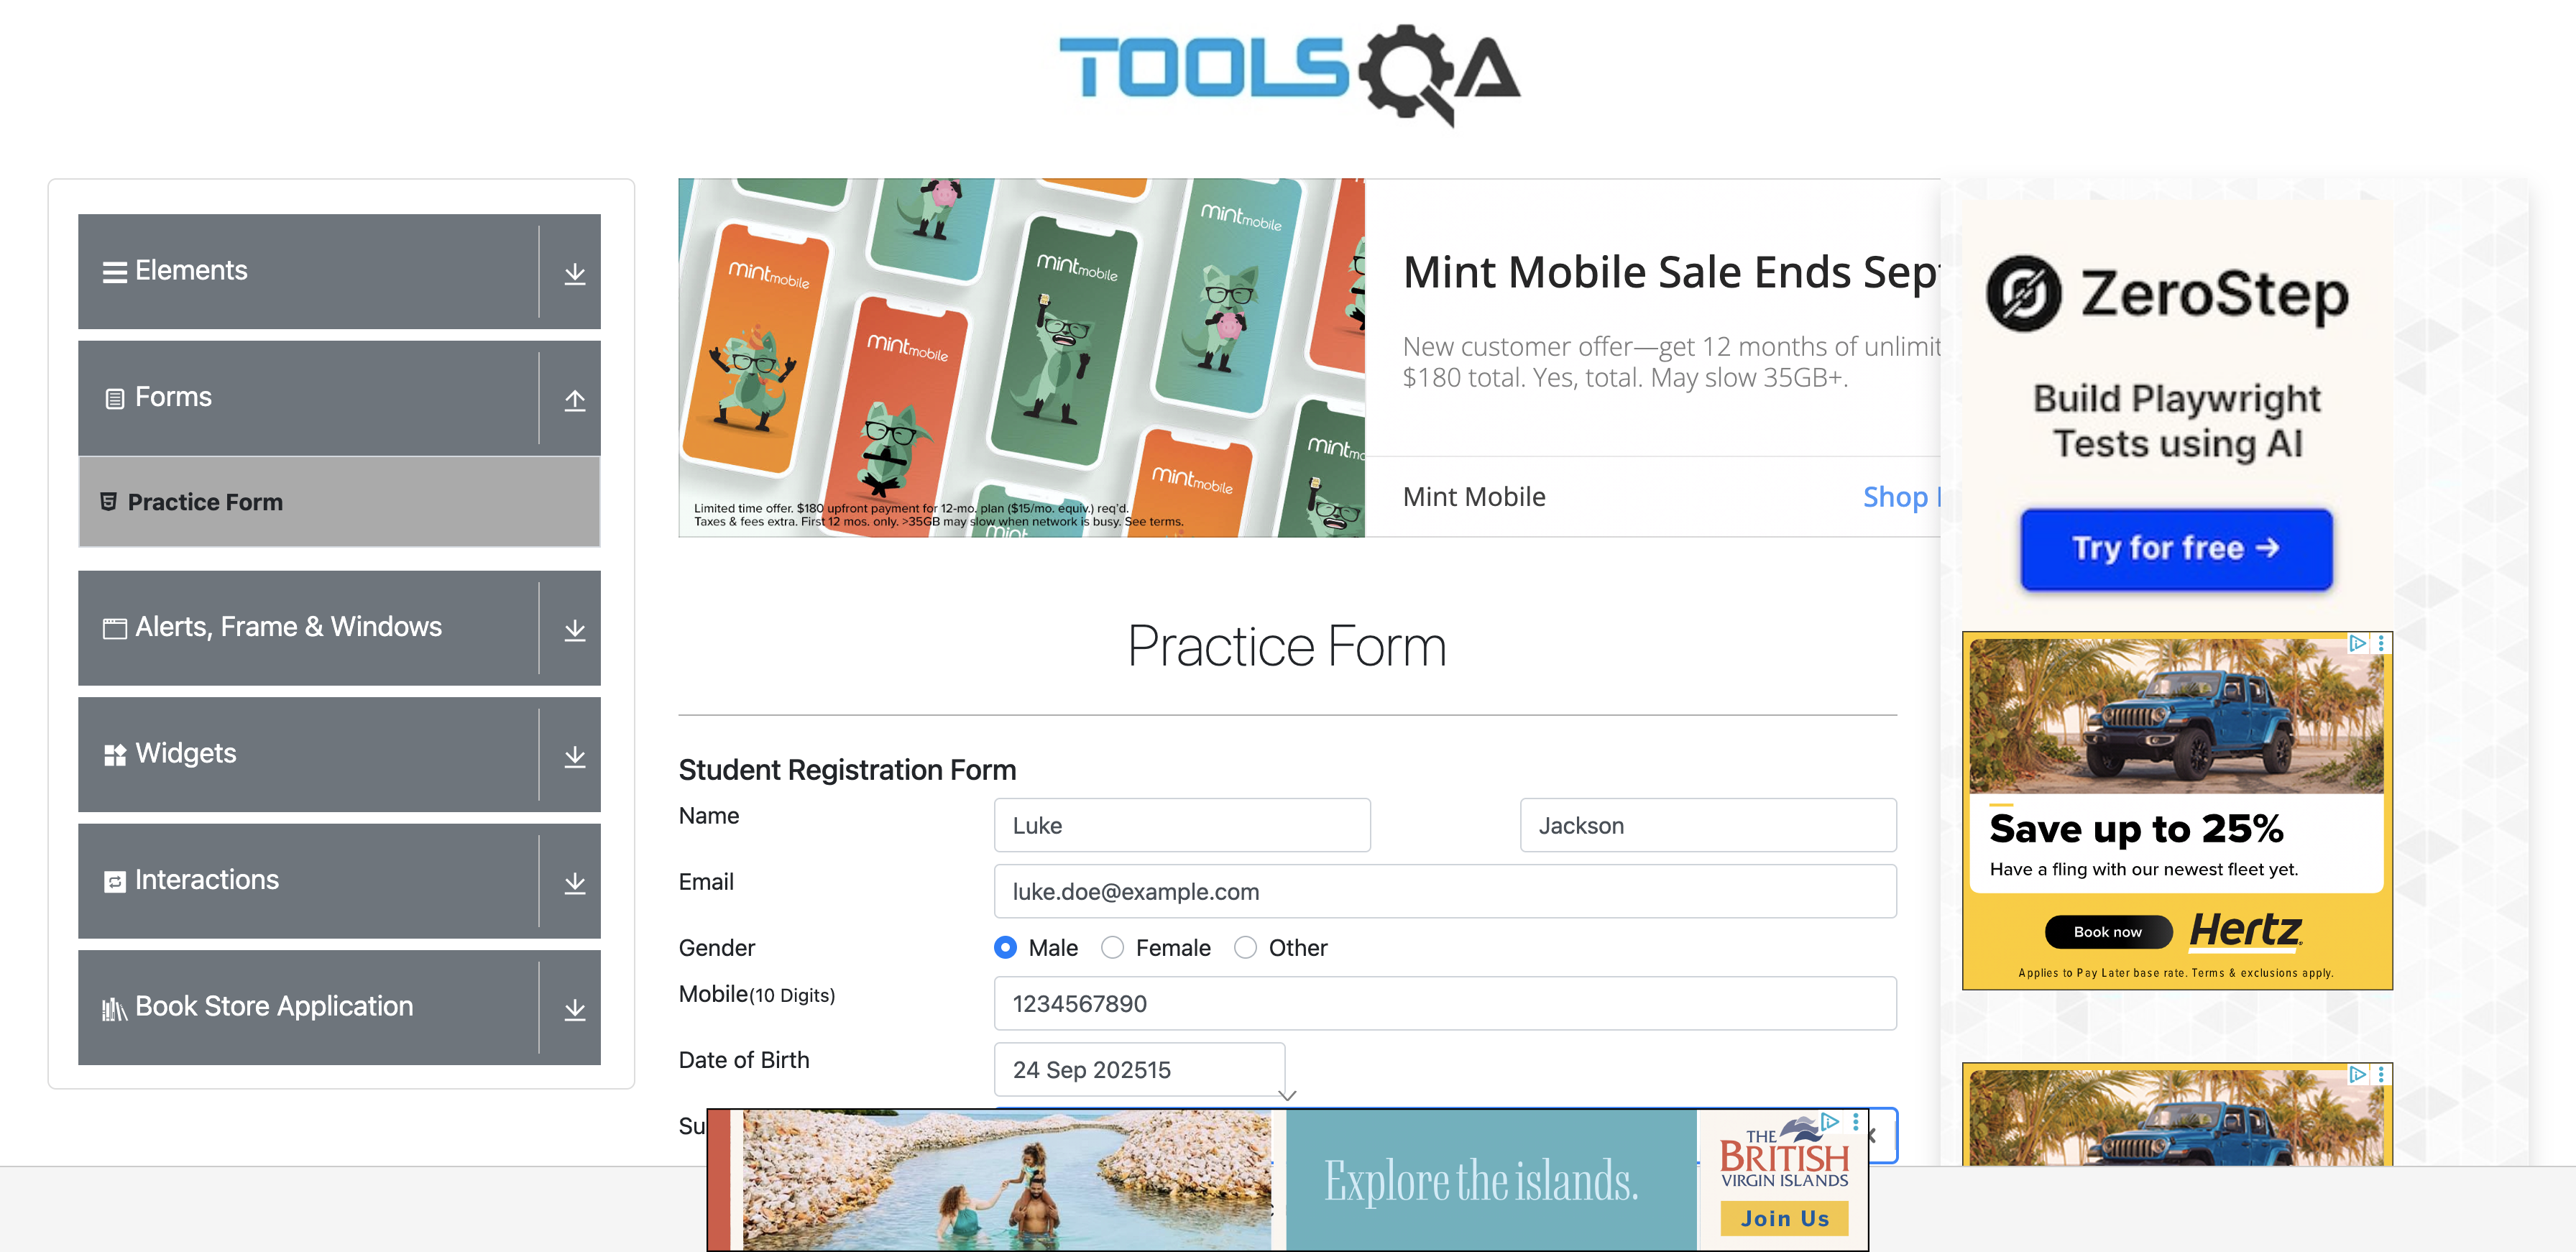 TOOLSQA
Elements
Forms
Practice Form
Alerts, Frame & Windows
Widgets
Interactions
Book Store Application
mintmobile
mintmobile
mintmobile
mintmobile
mintmobile
Limited time offer. $180 upfront payment for 12-mo. plan ($15/mo. equiv.) req'd.
Taxes & fees extra. First 12 mos. only. >35GB may slow when network is busy. See terms.
Mint Mobile Sale Ends Sep
New customer offer—get 12 months of unlimit
$180 total. Yes, total. May slow 35GB+.
Mint Mobile
Shop
Practice Form
Student Registration Form
Name
Luke
Jackson
Email
luke.doe@example.com
Gender
Male
Female
Other
Mobile(10 Digits)
1234567890
Date of Birth
24 Sep 202515
Su
Explore the islands.
THE
BRITISH
VIRGIN ISLANDS
Join Us
ZeroStep
Build Playwright
Tests using AI
Try for free →
Save up to 25%
Have a fling with our newest fleet yet.
Book now
Hertz.
Applies to Pay Later base rate. Terms & exclusions apply.